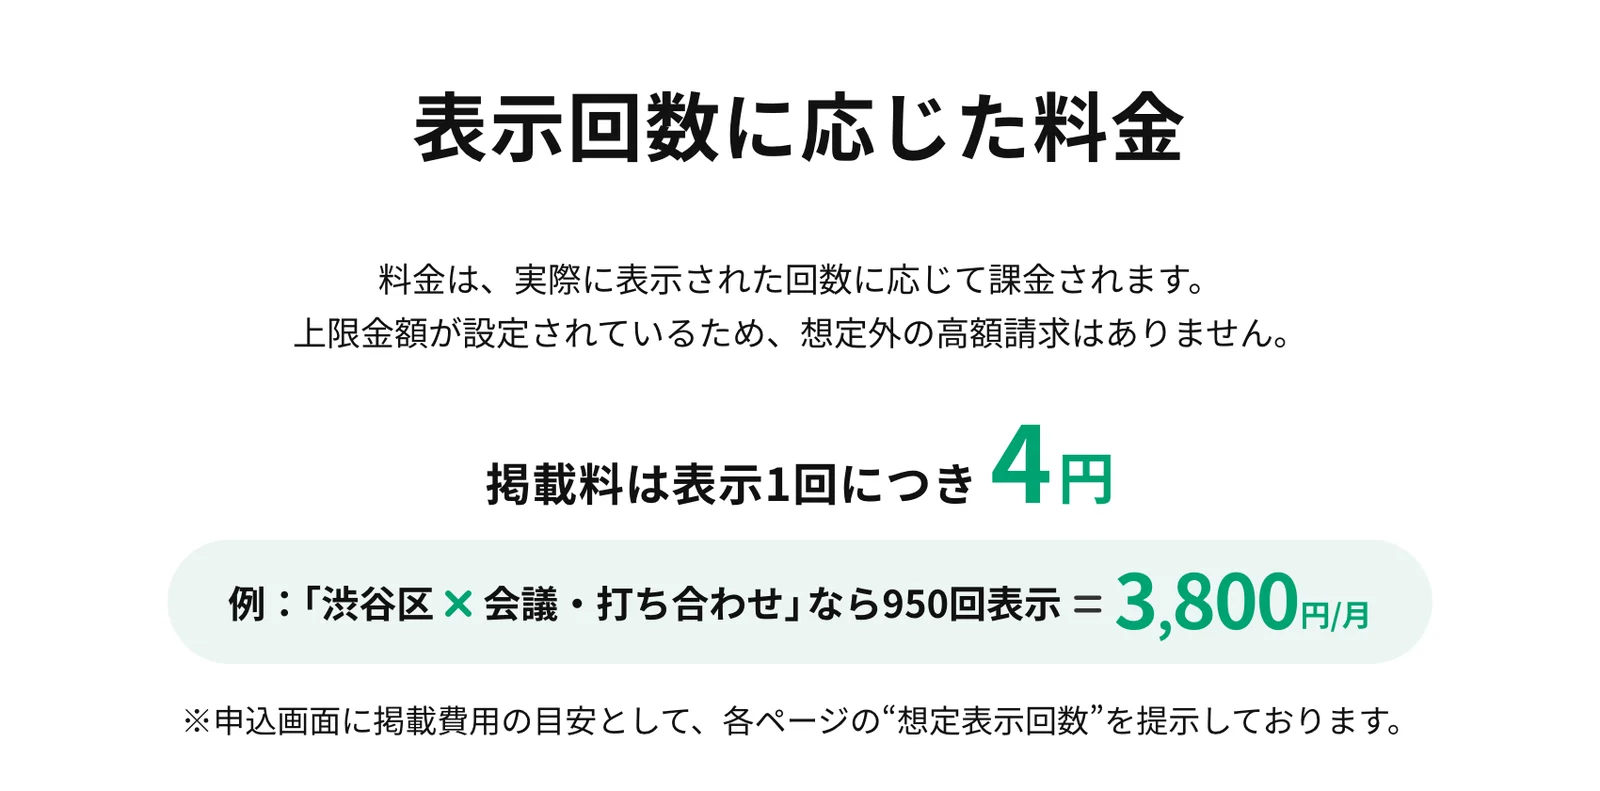 表示回数に応じた料金
料金は、実際に表示された回数に応じて課金されます。
上限金額が設定されているため、想定外の高額請求はありません。
掲載料は表示1回につき 4円
例：｢渋谷区 × 会議・打ち合わせ｣なら950回表示 ＝ 3,800円/月
※申込画面に掲載費用の目安として、各ページの“想定表示回数”を提示しております。